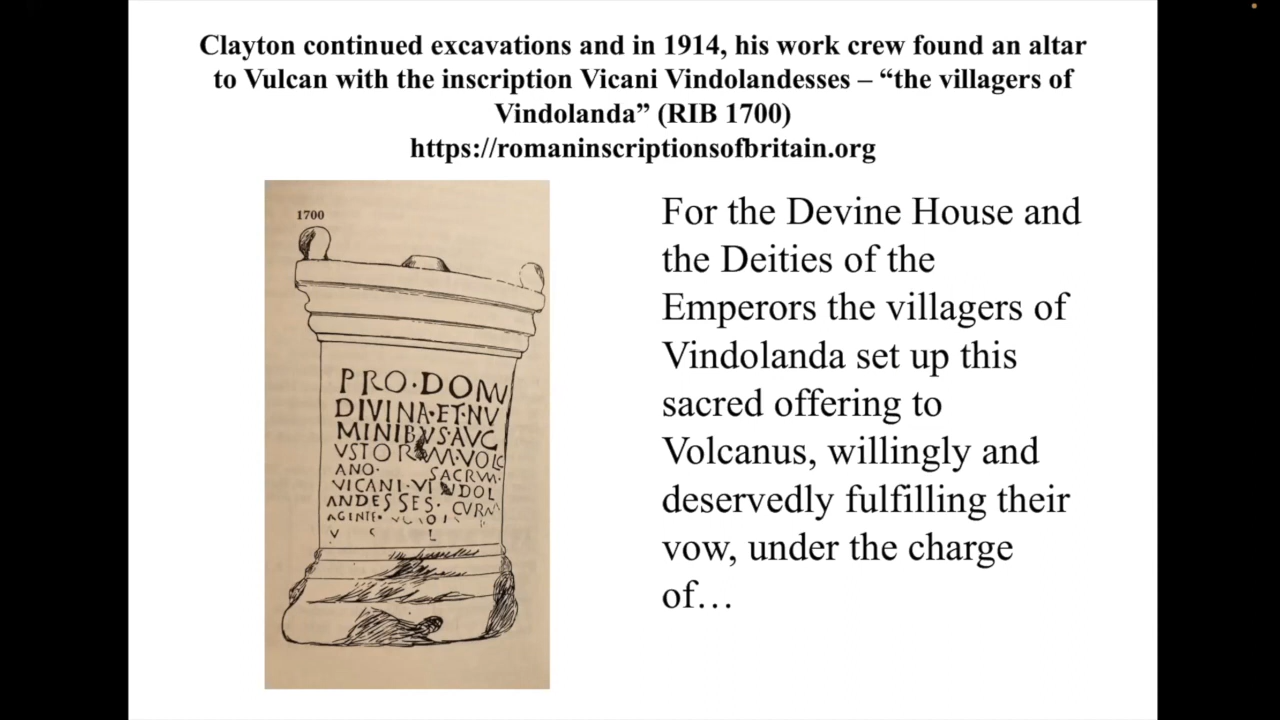 Clayton continued excavations and in 1914, his work crew found an altar
to Vulcan with the inscription Vicani Vindolandesses – “the villagers of
Vindolanda” (RIB 1700)
https://romaninscriptionsofbritain.org
1700
PRO·DOM
DIVINA·ET·NV
MINIBVS·AVG
VSTORVM·VOLC
ANO· SACRVM·
VICANI·VINDOL
ANDESSES· CVRA
AGENTE·
V S L
For the Devine House and
the Deities of the
Emperors the villagers of
Vindolanda set up this
sacred offering to
Volcanus, willingly and
deservedly fulfilling their
vow, under the charge
of…